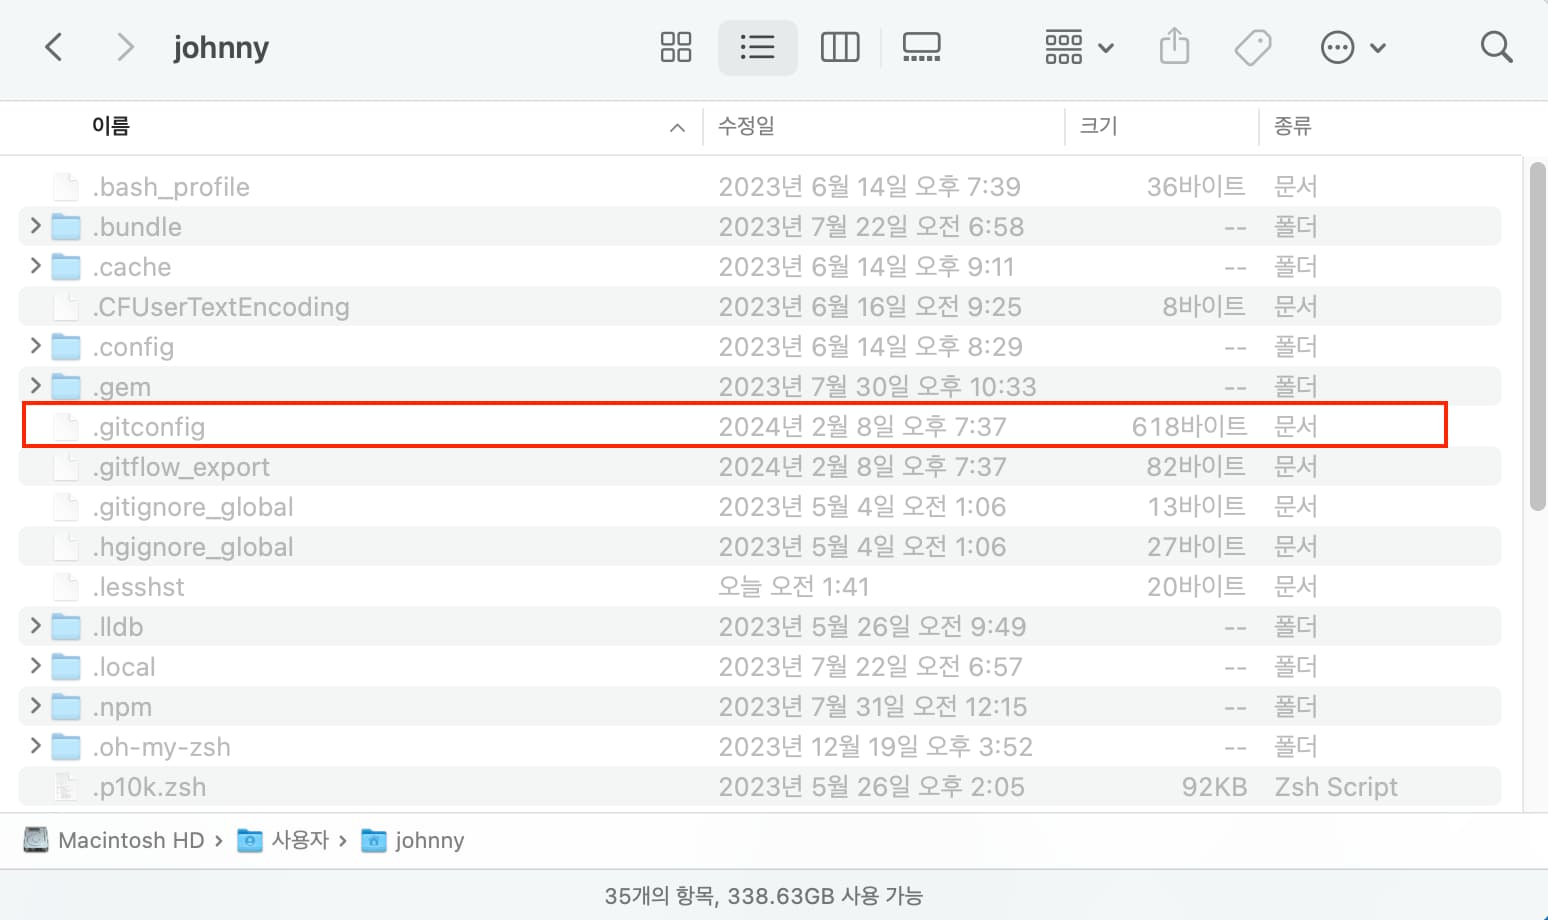 johnny
이름 수정일 크기 종류
.bash_profile 2023년 6월 14일 오후 7:39 36바이트 문서
.bundle 2023년 7월 22일 오전 6:58 -- 폴더
.cache 2023년 6월 14일 오후 9:11 -- 폴더
.CFUserTextEncoding 2023년 6월 16일 오전 9:25 8바이트 문서
.config 2023년 6월 14일 오후 8:29 -- 폴더
.gem 2023년 7월 30일 오후 10:33 -- 폴더
.gitconfig 2024년 2월 8일 오후 7:37 618바이트 문서
.gitflow_export 2024년 2월 8일 오후 7:37 82바이트 문서
.gitignore_global 2023년 5월 4일 오전 1:06 13바이트 문서
.hgignore_global 2023년 5월 4일 오전 1:06 27바이트 문서
.lesshst 오늘 오전 1:41 20바이트 문서
.lldb 2023년 5월 26일 오전 9:49 -- 폴더
.local 2023년 7월 22일 오전 6:57 -- 폴더
.npm 2023년 7월 31일 오전 12:15 -- 폴더
.oh-my-zsh 2023년 12월 19일 오후 3:52 -- 폴더
.p10k.zsh 2023년 5월 26일 오후 2:05 92KB Zsh Script
Macintosh HD › 사용자 › johnny
35개의 항목, 338.63GB 사용 가능